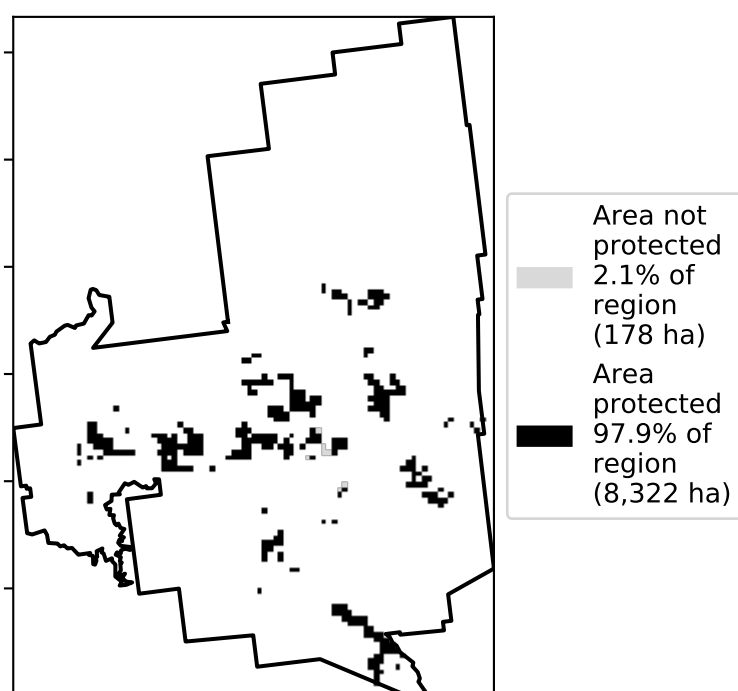 Area not
protected
2.1% of
region
(178 ha)
Area
protected
97.9% of
region
(8,322 ha)